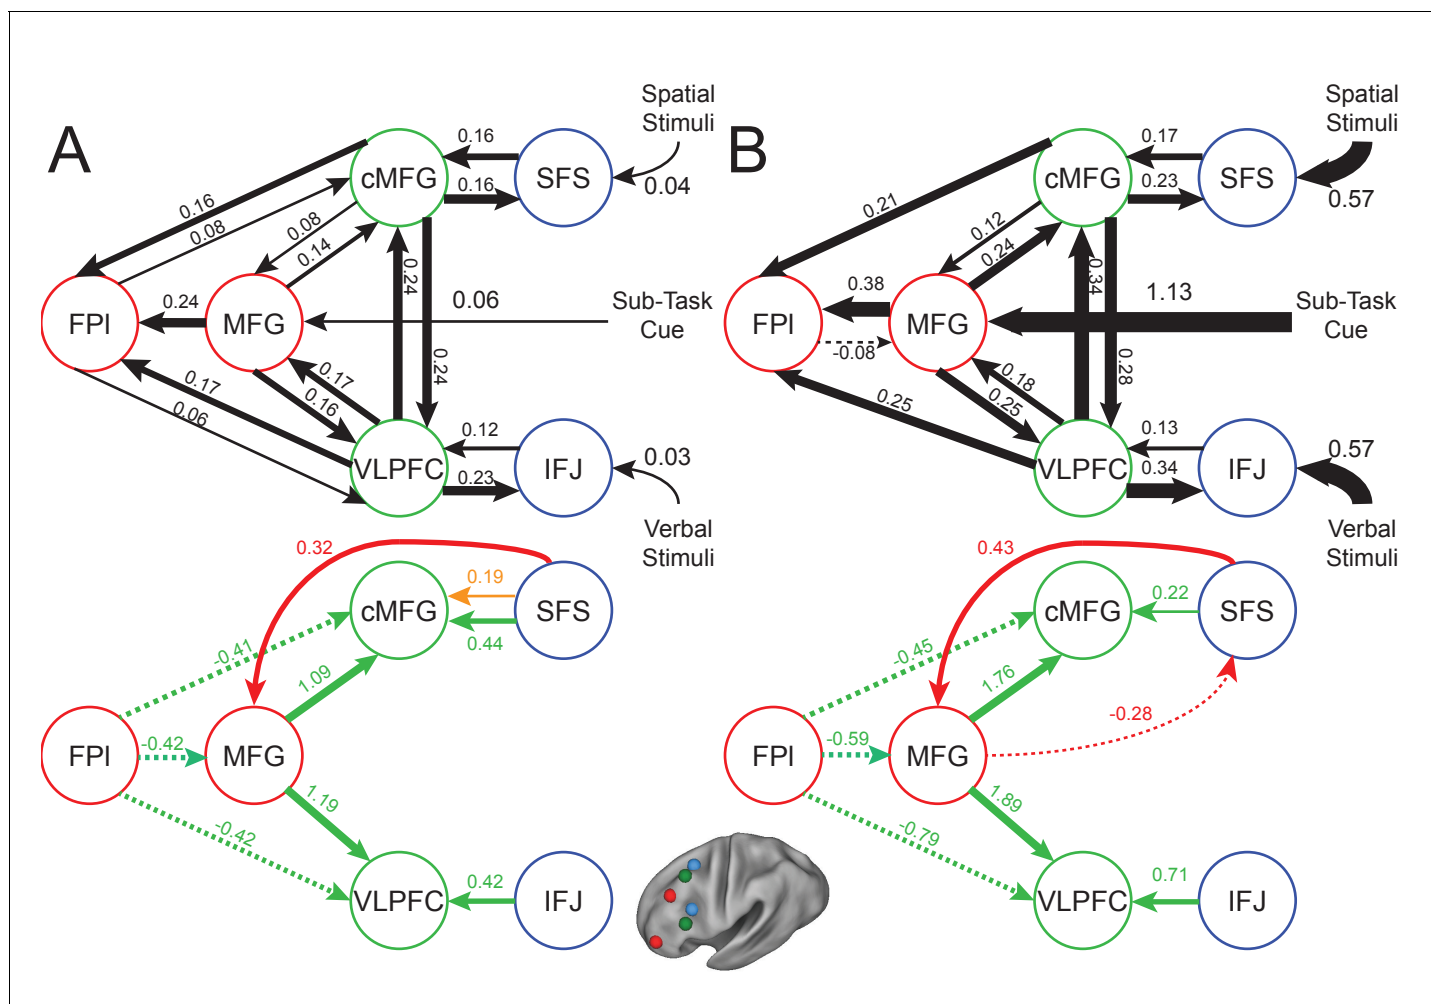 A
Spatial
Stimuli
0.04
cMFG
0.16
0.16
SFS
0.16
0.08
0.08
0.14
FPl
0.24
MFG
0.06
Sub-Task
Cue
0.24
0.24
0.17
0.06
0.17
0.16
VLPFC
0.12
0.23
IFJ
0.03
Verbal
Stimuli
B
Spatial
Stimuli
0.57
cMFG
0.17
0.23
SFS
0.21
0.12
0.24
FPl
0.38
-0.08
MFG
1.13
Sub-Task
Cue
0.34
0.28
0.25
0.18
0.25
VLPFC
0.13
0.34
IFJ
0.57
Verbal
Stimuli
0.32
cMFG
0.19
0.44
SFS
-0.41
1.09
FPl
-0.42
MFG
-0.42
1.19
VLPFC
0.42
IFJ
0.43
cMFG
0.22
SFS
-0.45
1.76
-0.28
FPl
-0.59
MFG
-0.79
1.89
VLPFC
0.71
IFJ